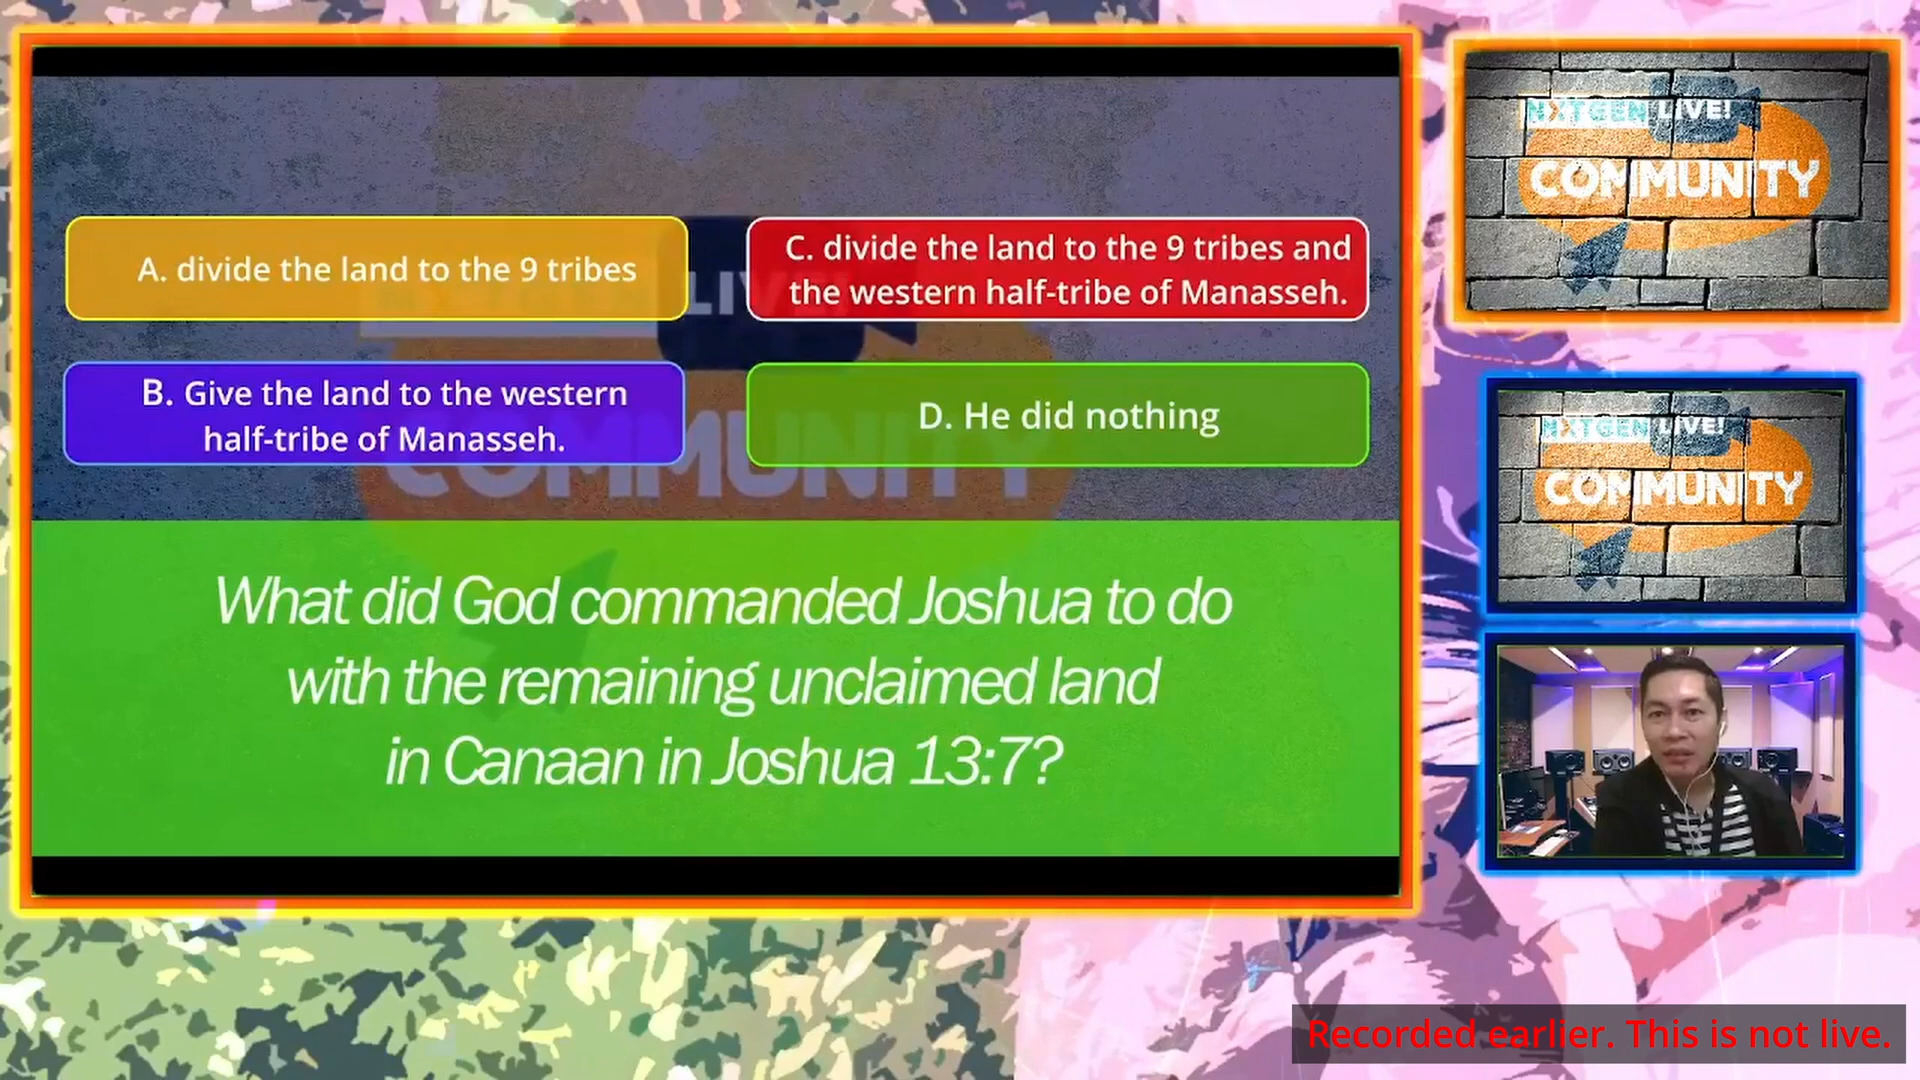 A. divide the land to the 9 tribes
C. divide the land to the 9 tribes and
the western half-tribe of Manasseh.
B. Give the land to the western
half-tribe of Manasseh.
D. He did nothing
LIVE!
COMMUNITY
What did God commanded Joshua to do
with the remaining unclaimed land
in Canaan in Joshua 13:7?
NXTGEN LIVE!
COMMUNITY
NXTGEN LIVE!
COMMUNITY
Recorded earlier. This is not live.